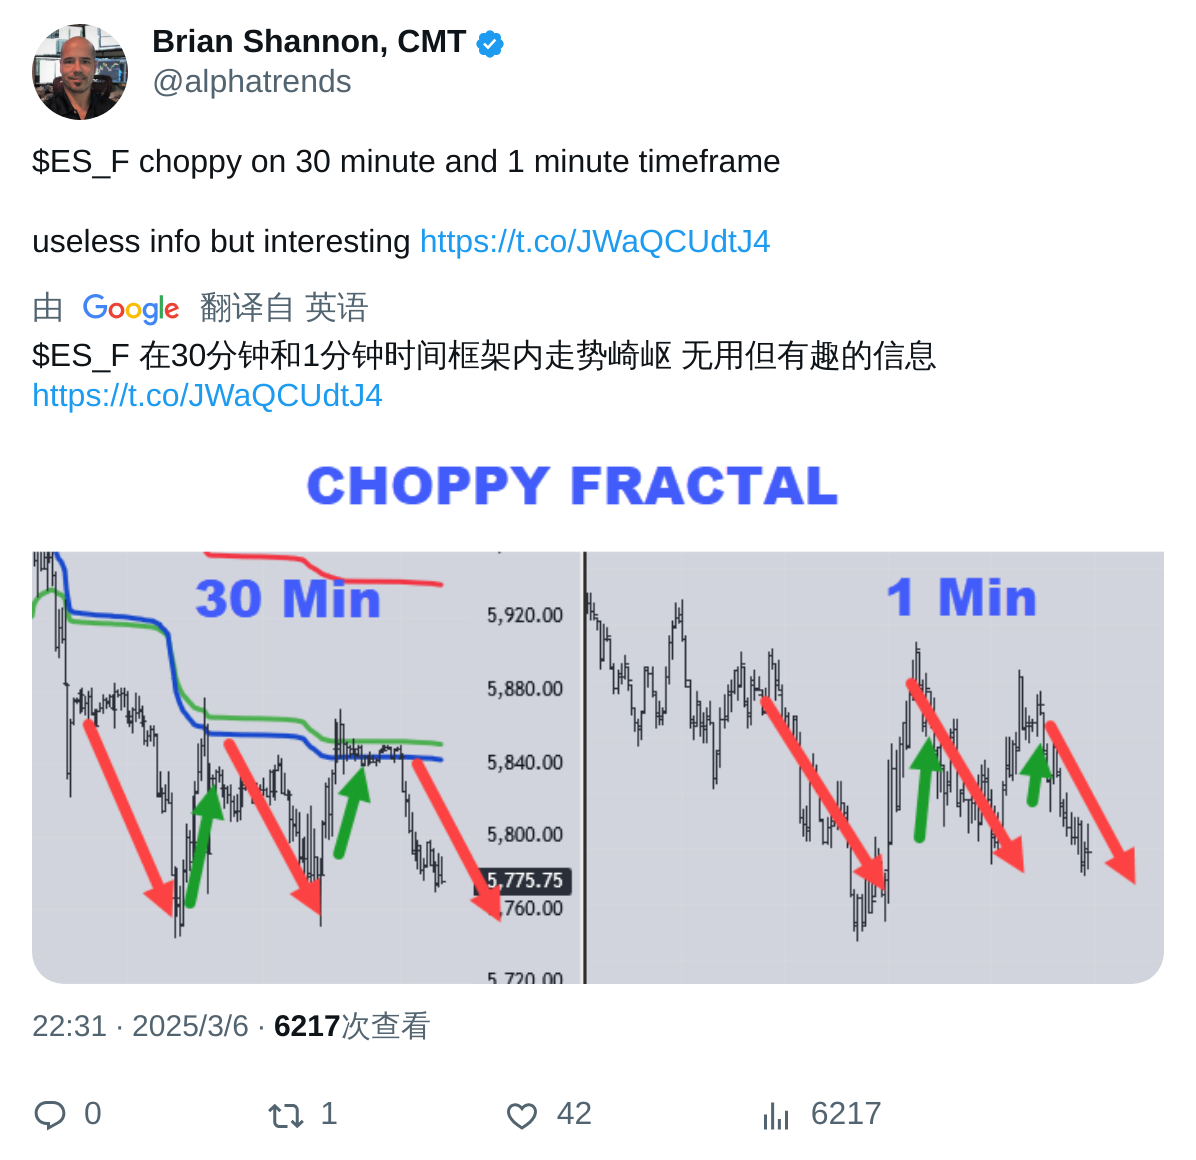 Brian Shannon, CMT
@alphatrends
$ES_F choppy on 30 minute and 1 minute timeframe
useless info but interesting https://t.co/JWaQCUdtJ4
由 Google 翻译自 英语
$ES_F 在30分钟和1分钟时间框架内走势崎岖 无用但有趣的信息
https://t.co/JWaQCUdtJ4
CHOPPY FRACTAL
30 Min
1 Min
5,920.00
5,880.00
5,840.00
5,800.00
5,775.75
,760.00
5,720.00
22:31 · 2025/3/6 · 6217次查看
0 1 42 6217